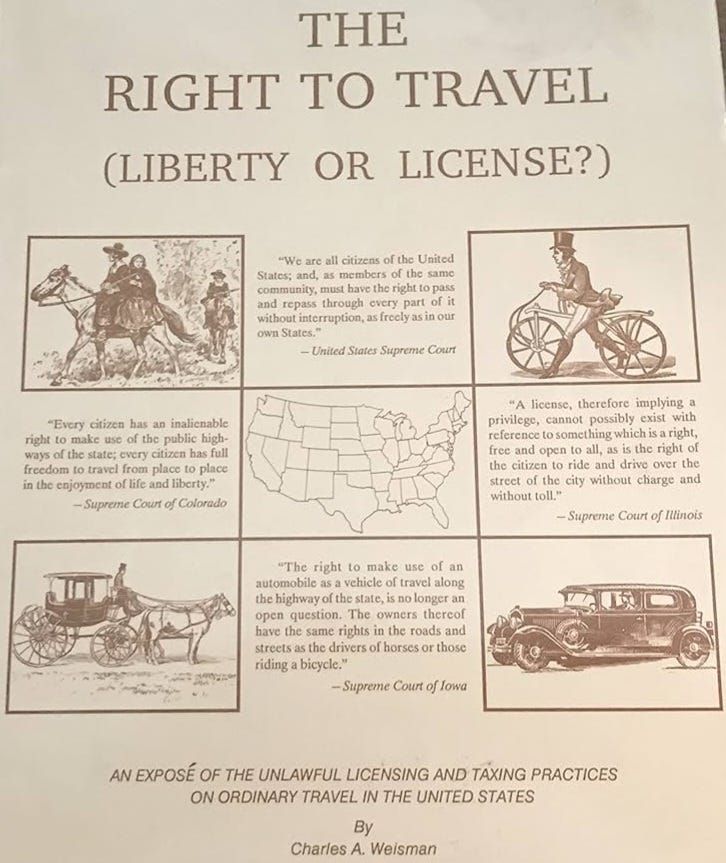 THE
RIGHT TO TRAVEL
(LIBERTY OR LICENSE?)
“We are all citizens of the United
States; and, as members of the same
community, must have the right to pass
and repass through every part of it
without interruption, as freely as in our
own States.”
— United States Supreme Court
“Every citizen has an inalienable
right to make use of the public high-
ways of the state; every citizen has full
freedom to travel from place to place
in the enjoyment of life and liberty.”
— Supreme Court of Colorado
“A license, therefore implying a
privilege, cannot possibly exist with
reference to something which is a right,
free and open to all, as is the right of
the citizen to ride and drive over the
street of the city without charge and
without toll.”
— Supreme Court of Illinois
“The right to make use of an
automobile as a vehicle of travel along
the highway of the state, is no longer an
open question. The owners thereof
have the same rights in the roads and
streets as the drivers of horses or those
riding a bicycle.”
— Supreme Court of Iowa
AN EXPOSÉ OF THE UNLAWFUL LICENSING AND TAXING PRACTICES
ON ORDINARY TRAVEL IN THE UNITED STATES
By
Charles A. Weisman